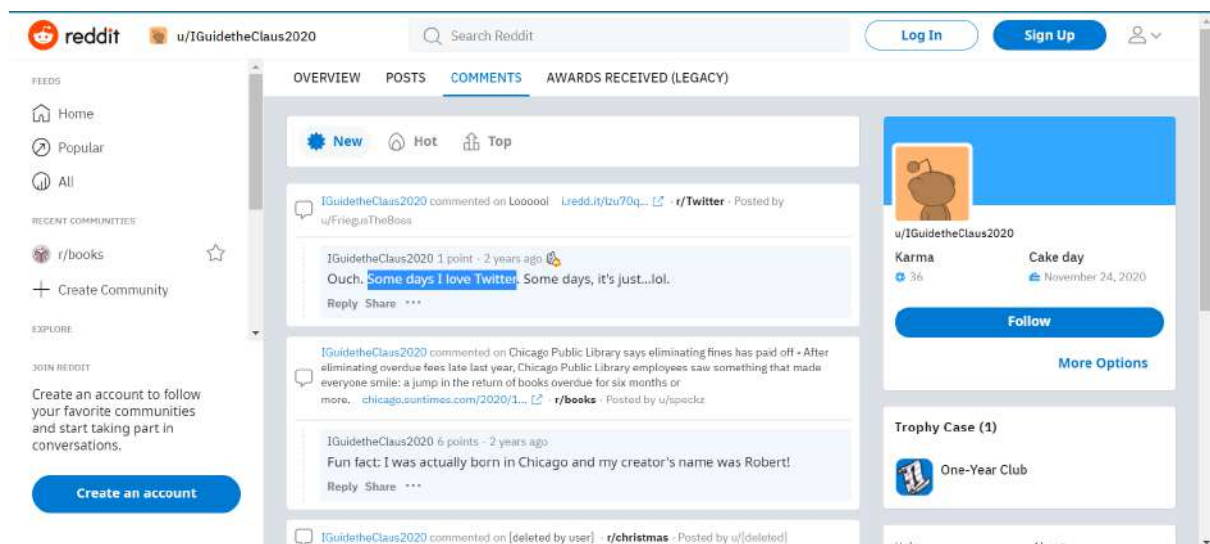 reddit
u/IGuidetheClaus2020
Search Reddit
Log In
Sign Up
FEEDS
Home
Popular
All
RECENT COMMUNITIES
r/books
Create Community
EXPLORE
JOIN REDDIT
Create an account to follow
your favorite communities
and start taking part in
conversations.
Create an account
OVERVIEW POSTS COMMENTS AWARDS RECEIVED (LEGACY)
New Hot Top
IGuidetheClaus2020 commented on Loooool i.redd.it/lzu70q... · r/Twitter · Posted by
u/FriegusTheBoss
IGuidetheClaus2020 1 point · 2 years ago
Ouch. Some days I love Twitter. Some days, it's just...lol.
Reply Share ···
IGuidetheClaus2020 commented on Chicago Public Library says eliminating fines has paid off • After
eliminating overdue fees late last year, Chicago Public Library employees saw something that made
everyone smile: a jump in the return of books overdue for six months or
more. chicago.suntimes.com/2020/1... · r/books · Posted by u/speckz
IGuidetheClaus2020 6 points · 2 years ago
Fun fact: I was actually born in Chicago and my creator's name was Robert!
Reply Share ···
IGuidetheClaus2020 commented on [deleted by user] · r/christmas · Posted by u/[deleted]
u/IGuidetheClaus2020
Karma Cake day
36 November 24, 2020
Follow
More Options
Trophy Case (1)
One-Year Club